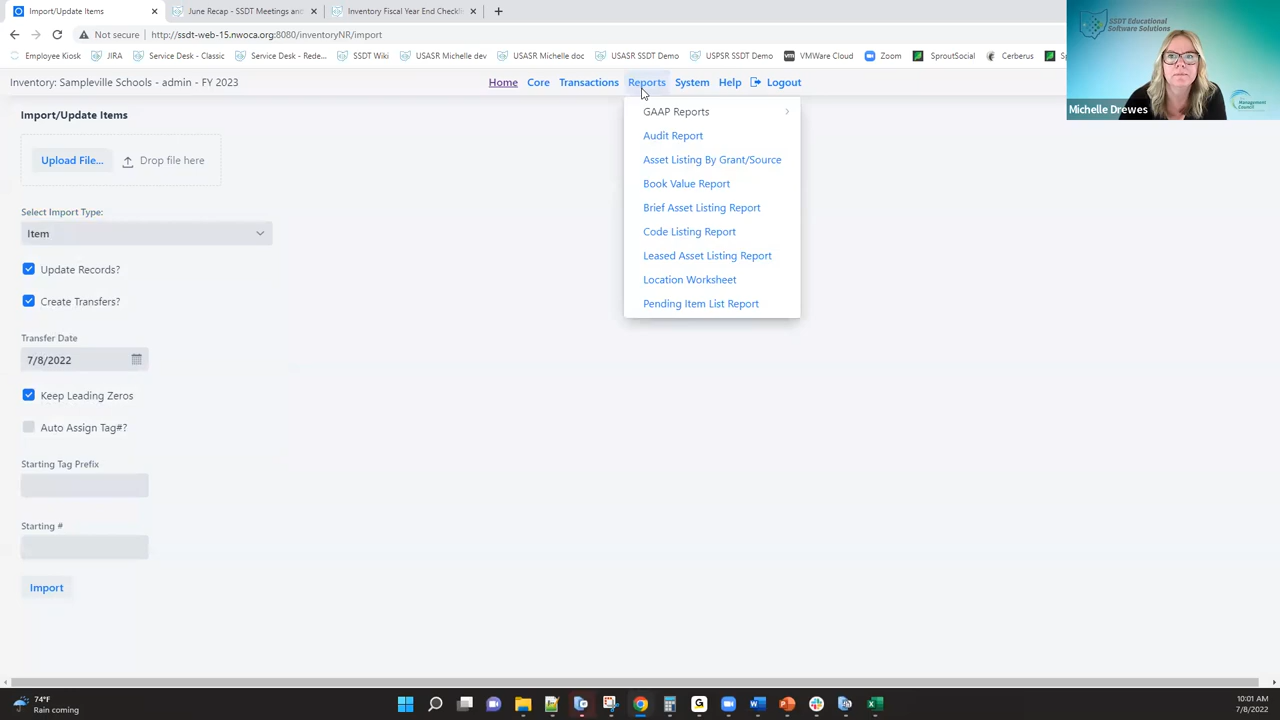 Import/Update Items
June Recap - SSDT Meetings and
Inventory Fiscal Year End Checkli
Not secure
http://ssdt-web-15.nwoca.org:8080/inventoryNR/import
Employee Kiosk
JIRA
Service Desk - Classic
Service Desk - Rede...
SSDT Wiki
USASR Michelle dev
USASR Michelle doc
USASR SSDT Demo
USPSR SSDT Demo
vm VMWare Cloud
Zoom
SproutSocial
Cerberus
SS
Inventory: Sampleville Schools - admin - FY 2023
Home
Core
Transactions
Reports
System
Help
Logout
Import/Update Items
Upload File...
Drop file here
Select Import Type:
Item
Update Records?
Create Transfers?
Transfer Date
7/8/2022
Keep Leading Zeros
Auto Assign Tag#?
Starting Tag Prefix
Starting #
Import
GAAP Reports
Audit Report
Asset Listing By Grant/Source
Book Value Report
Brief Asset Listing Report
Code Listing Report
Leased Asset Listing Report
Location Worksheet
Pending Item List Report
SSDT Educational
Software Solutions
Management
Council
Michelle Drewes
74°F
Rain coming
10:01 AM
7/8/2022